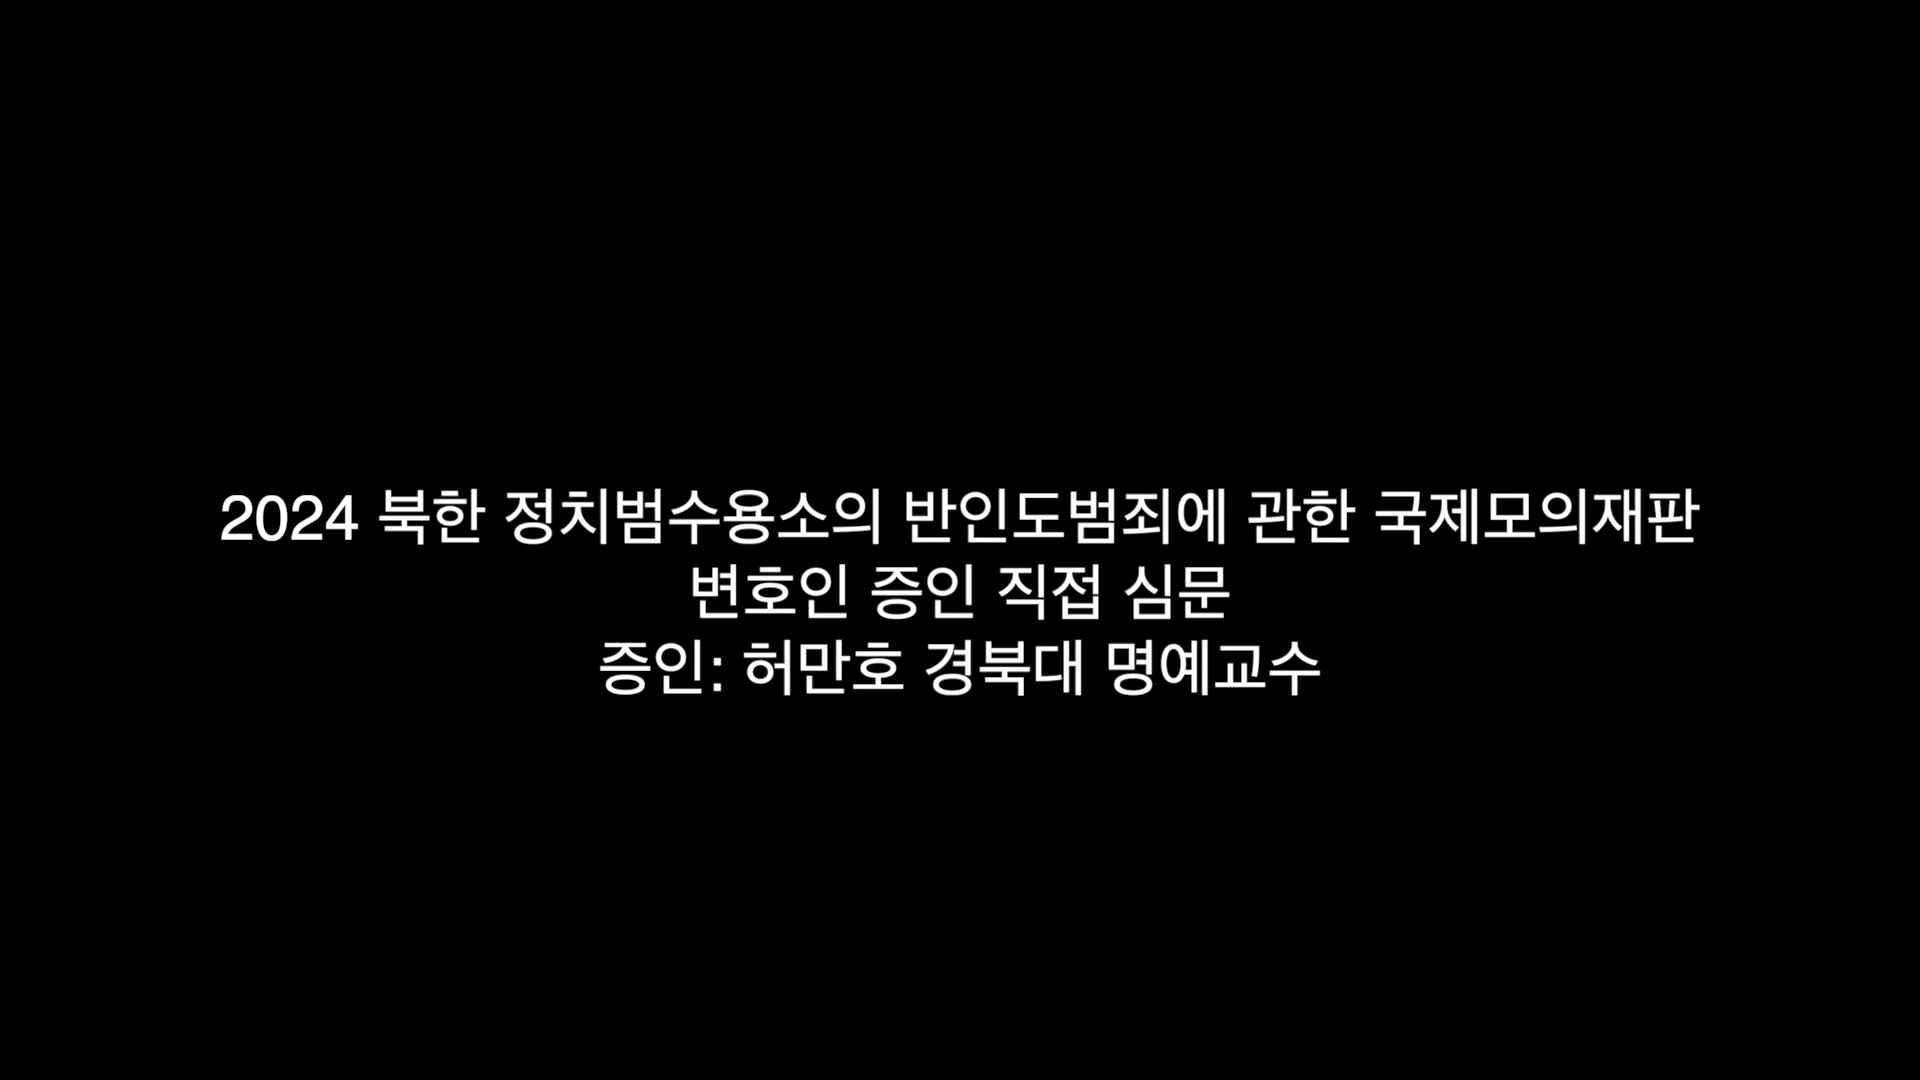 2024 북한 정치범수용소의 반인도범죄에 관한 국제모의재판
변호인 증인 직접 심문
증인: 허만호 경북대 명예교수